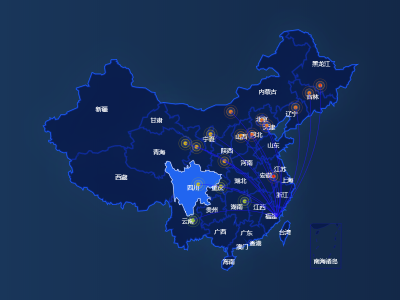 黑龙江
内蒙古
吉林
新疆
辽宁
甘肃
北京
天津
宁夏
山西
河北
山东
青海
陕西
河南
江苏
西藏
安徽
上海
四川
重庆
湖北
浙江
湖南
江西
贵州
福建
云南
广西
广东
台湾
澳门
香港
海南
南海诸岛